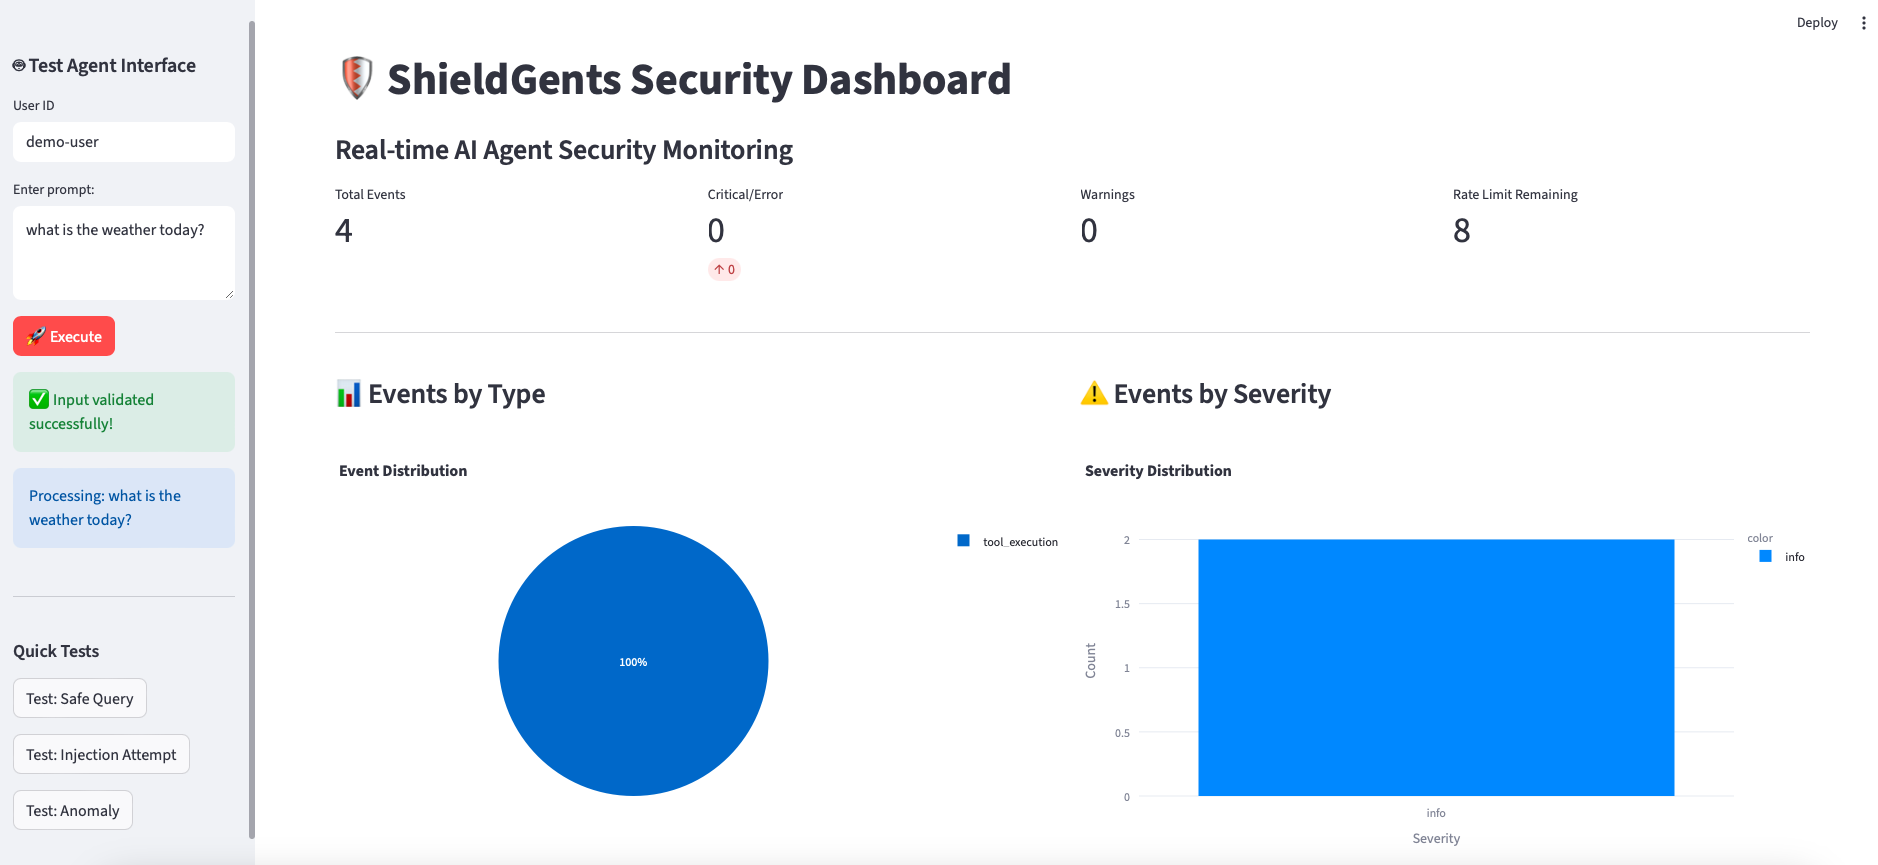 Deploy
Test Agent Interface
User ID
demo-user
Enter prompt:
what is the weather today?
Execute
Input validated
successfully!
Processing: what is the
weather today?
Quick Tests
Test: Safe Query
Test: Injection Attempt
Test: Anomaly
ShieldGents Security Dashboard
Real-time AI Agent Security Monitoring
Total Events
4
Critical/Error
0
↑ 0
Warnings
0
Rate Limit Remaining
8
Events by Type
Event Distribution
100%
tool_execution
Events by Severity
Severity Distribution
2
1.5
1
0.5
0
Count
info
Severity
color
info